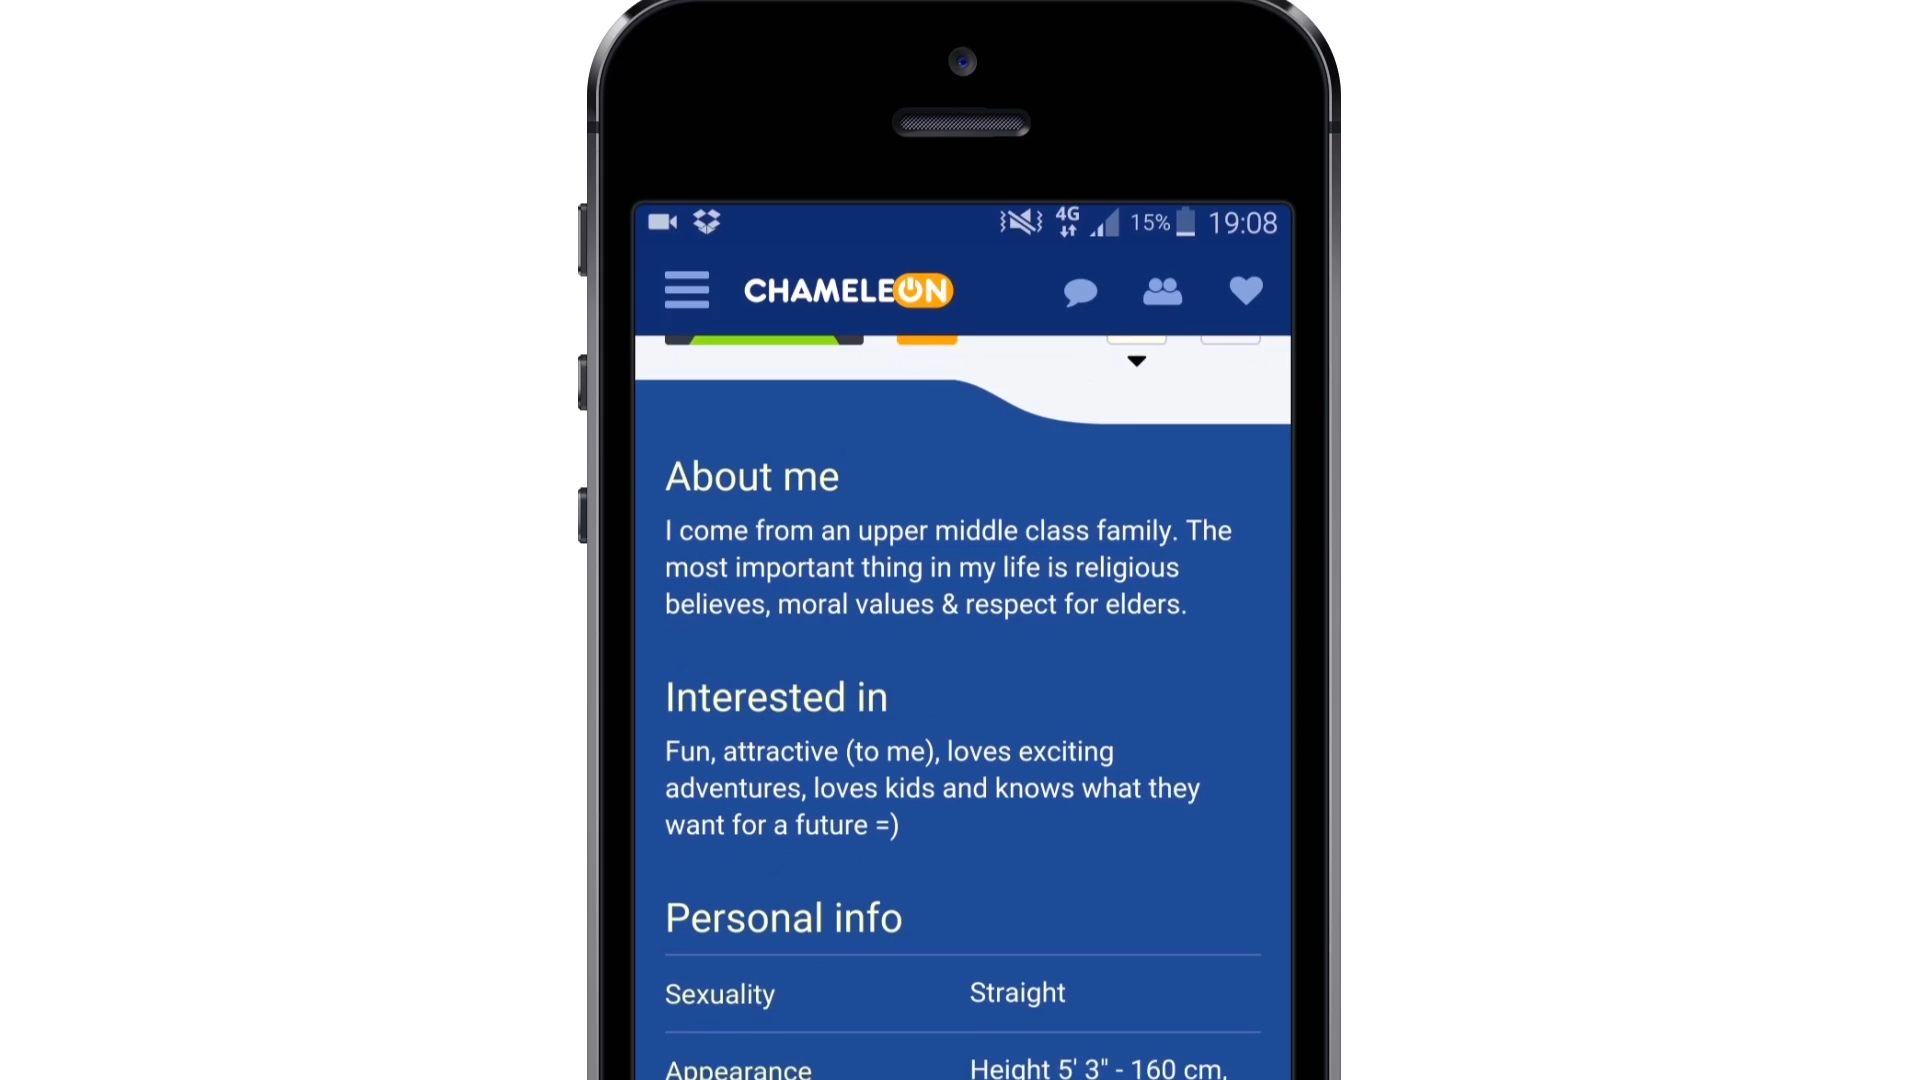 4G 15% 19:08
CHAMELEON
About me
I come from an upper middle class family. The
most important thing in my life is religious
believes, moral values & respect for elders.
Interested in
Fun, attractive (to me), loves exciting
adventures, loves kids and knows what they
want for a future =)
Personal info
Sexuality Straight
Appearance Height 5' 3" - 160 cm,